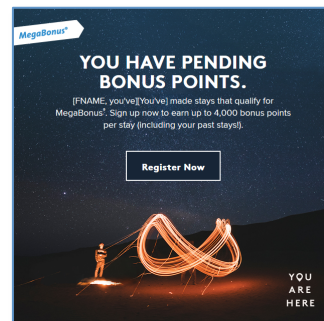 MegaBonus®
YOU HAVE PENDING
BONUS POINTS.
[FNAME, you've][You've] made stays that qualify for
MegaBonus®. Sign up now to earn up to 4,000 bonus points
per stay (including your past stays!).
Register Now
YOU
ARE
HERE